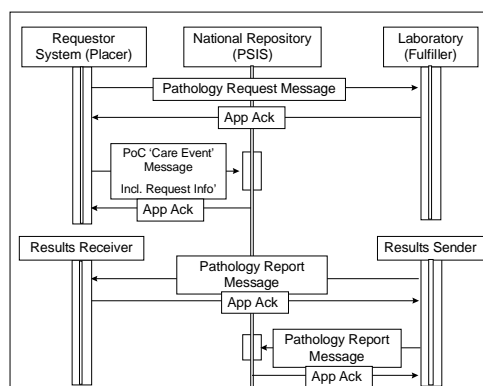 Requestor
System (Placer)
National Repository
(PSIS)
Laboratory
(Fulfiller)
Pathology Request Message
App Ack
PoC ‘Care Event’
Message
Incl. Request Info’
App Ack
Results Receiver
Results Sender
Pathology Report
Message
App Ack
Pathology Report
Message
App Ack